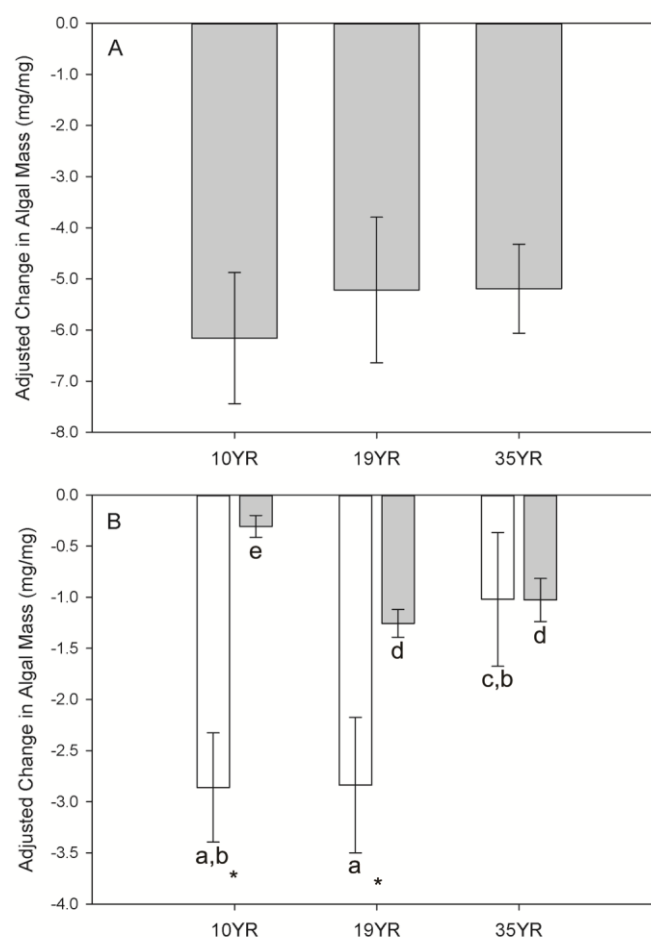 A
Adjusted Change in Algal Mass (mg/mg)
0.0
-1.0
-2.0
-3.0
-4.0
-5.0
-6.0
-7.0
-8.0
10YR 19YR 35YR
B
Adjusted Change in Algal Mass (mg/mg)
0.0
-0.5
-1.0
-1.5
-2.0
-2.5
-3.0
-3.5
-4.0
e
d
c,b
d
a,b
a
*
*
10YR 19YR 35YR